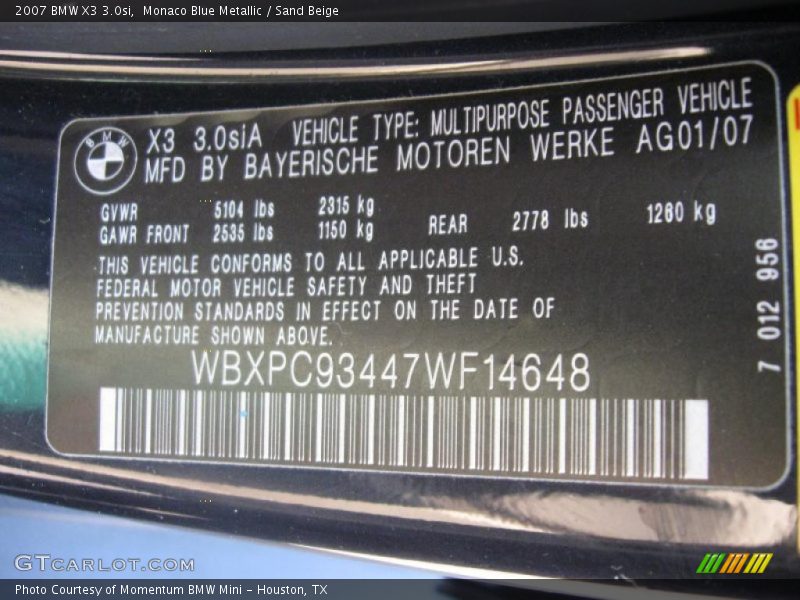 2007 BMW X3 3.0si, Monaco Blue Metallic / Sand Beige
BMW
X3 3.0siA VEHICLE TYPE: MULTIPURPOSE PASSENGER VEHICLE
MFD BY BAYERISCHE MOTOREN WERKE AG01/07
GVWR 5104 lbs 2315 kg
GAWR FRONT 2535 lbs 1150 kg REAR 2778 lbs 1260 kg
THIS VEHICLE CONFORMS TO ALL APPLICABLE U.S.
FEDERAL MOTOR VEHICLE SAFETY AND THEFT
PREVENTION STANDARDS IN EFFECT ON THE DATE OF
MANUFACTURE SHOWN ABOVE.
WBXPC93447WF14648
7 012 956
GTCARLOT.COM
Photo Courtesy of Momentum BMW Mini - Houston, TX